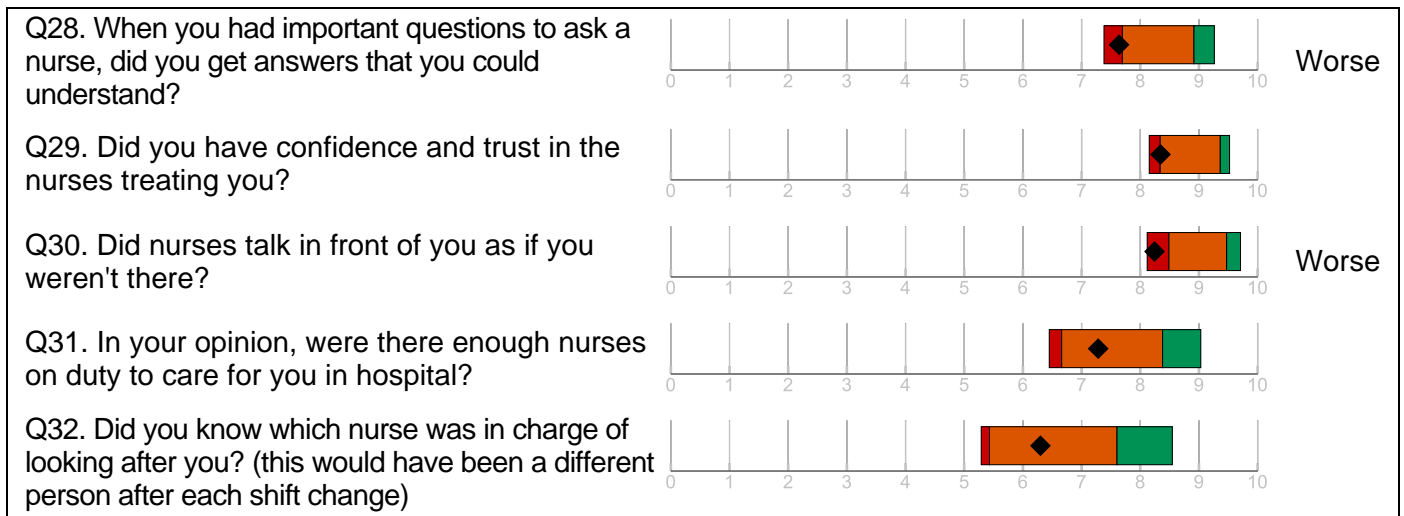 Q28. When you had important questions to ask a
nurse, did you get answers that you could
understand?
0 1 2 3 4 5 6 7 8 9 10
Worse
Q29. Did you have confidence and trust in the
nurses treating you?
0 1 2 3 4 5 6 7 8 9 10
Q30. Did nurses talk in front of you as if you
weren't there?
0 1 2 3 4 5 6 7 8 9 10
Worse
Q31. In your opinion, were there enough nurses
on duty to care for you in hospital?
0 1 2 3 4 5 6 7 8 9 10
Q32. Did you know which nurse was in charge of
looking after you? (this would have been a different
person after each shift change)
0 1 2 3 4 5 6 7 8 9 10